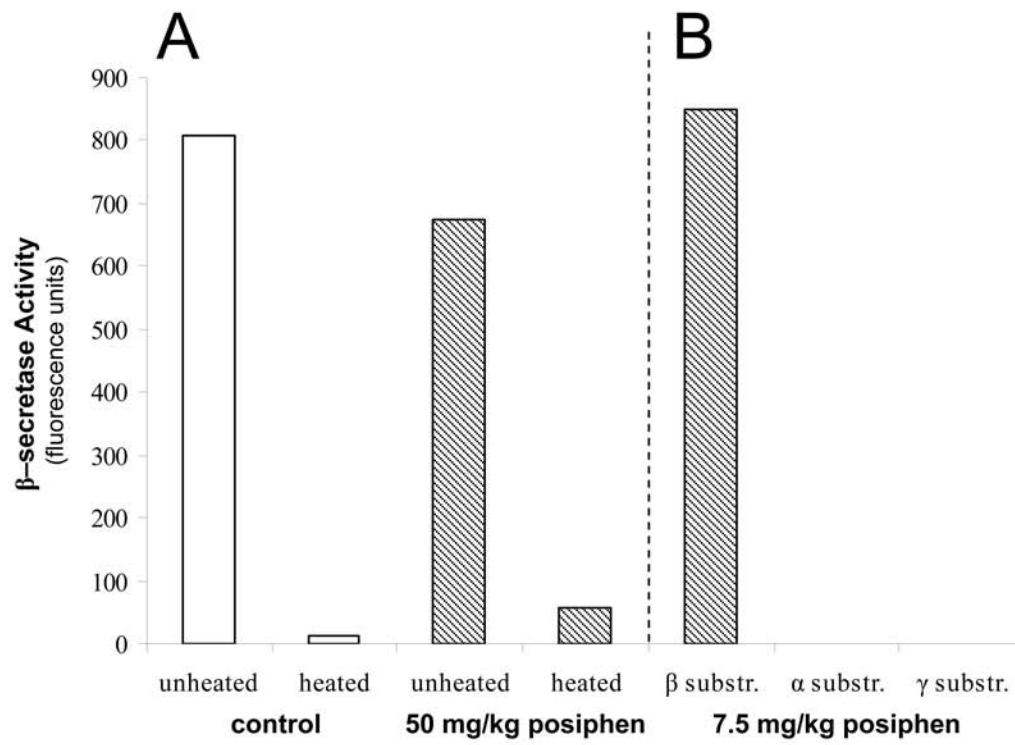 A
B
900
800
700
600
500
400
300
200
100
0
β–secretase Activity
(fluorescence units)
unheated heated unheated heated β substr. α substr. γ substr.
control 50 mg/kg posiphen 7.5 mg/kg posiphen